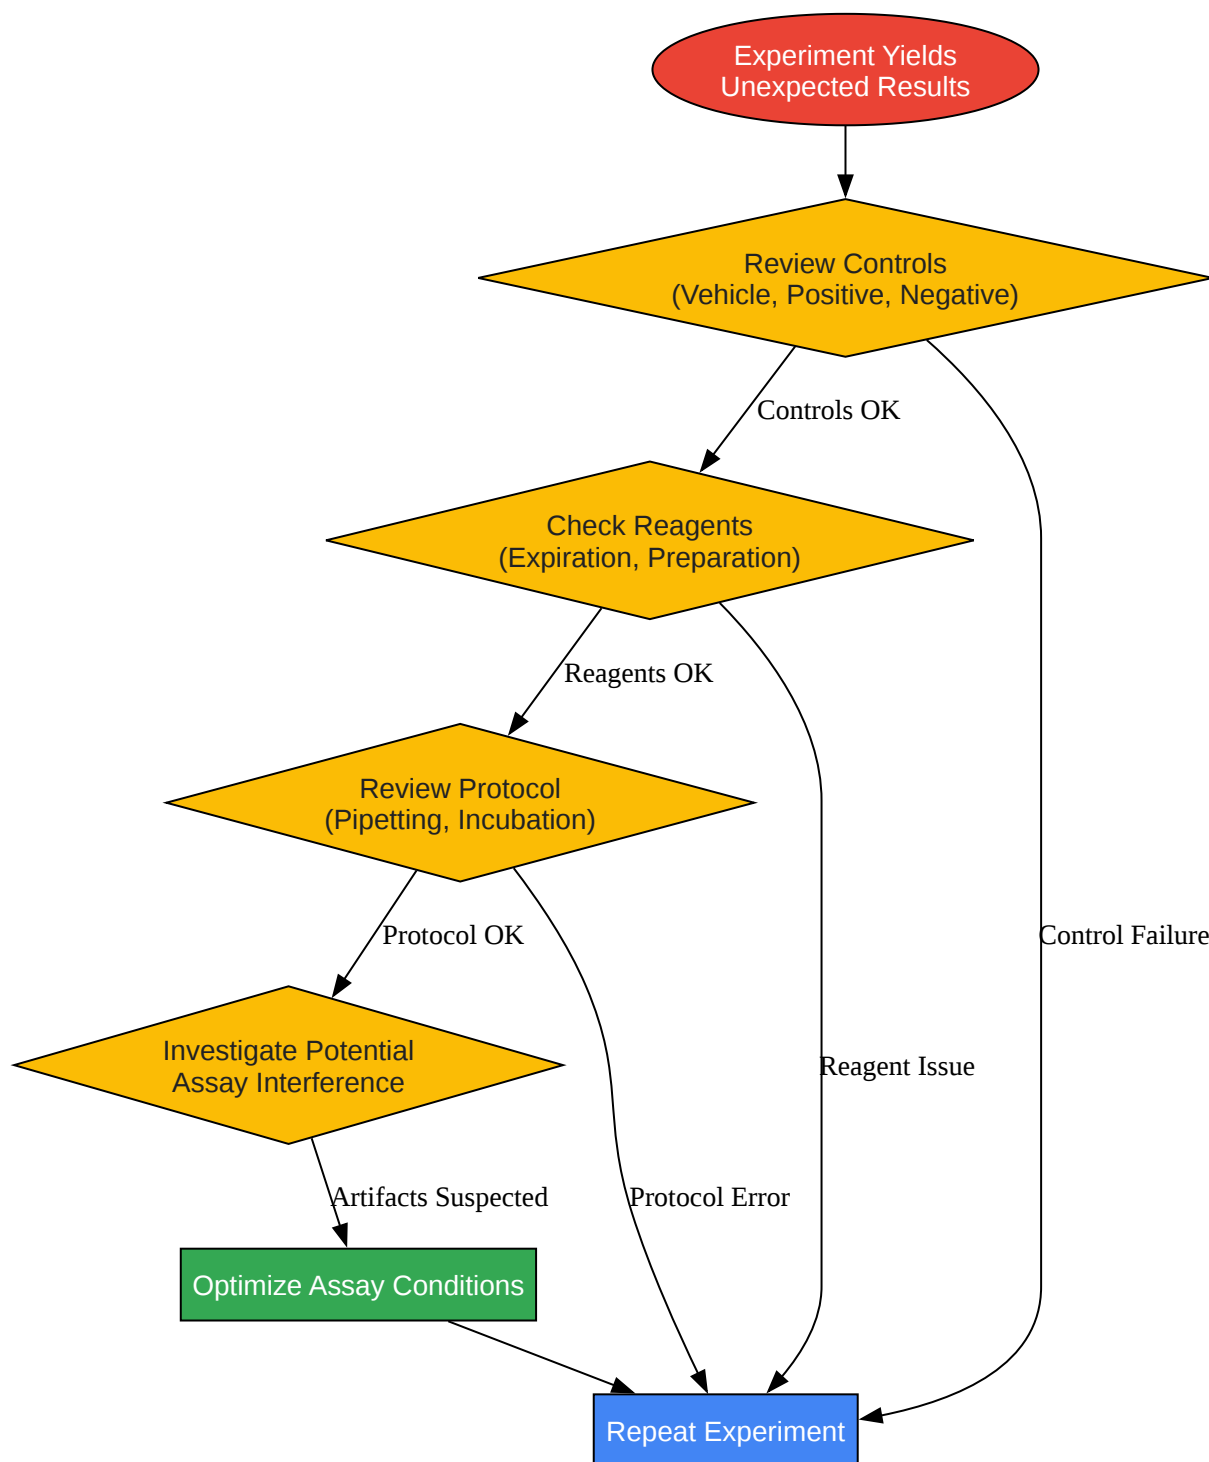 Experiment Yields
Unexpected Results
Review Controls
(Vehicle, Positive, Negative)
Controls OK
Check Reagents
(Expiration, Preparation)
Reagents OK
Review Protocol
(Pipetting, Incubation)
Protocol OK
Control Failure
Investigate Potential
Assay Interference
Reagent Issue
Artifacts Suspected
Protocol Error
Optimize Assay Conditions
Repeat Experiment